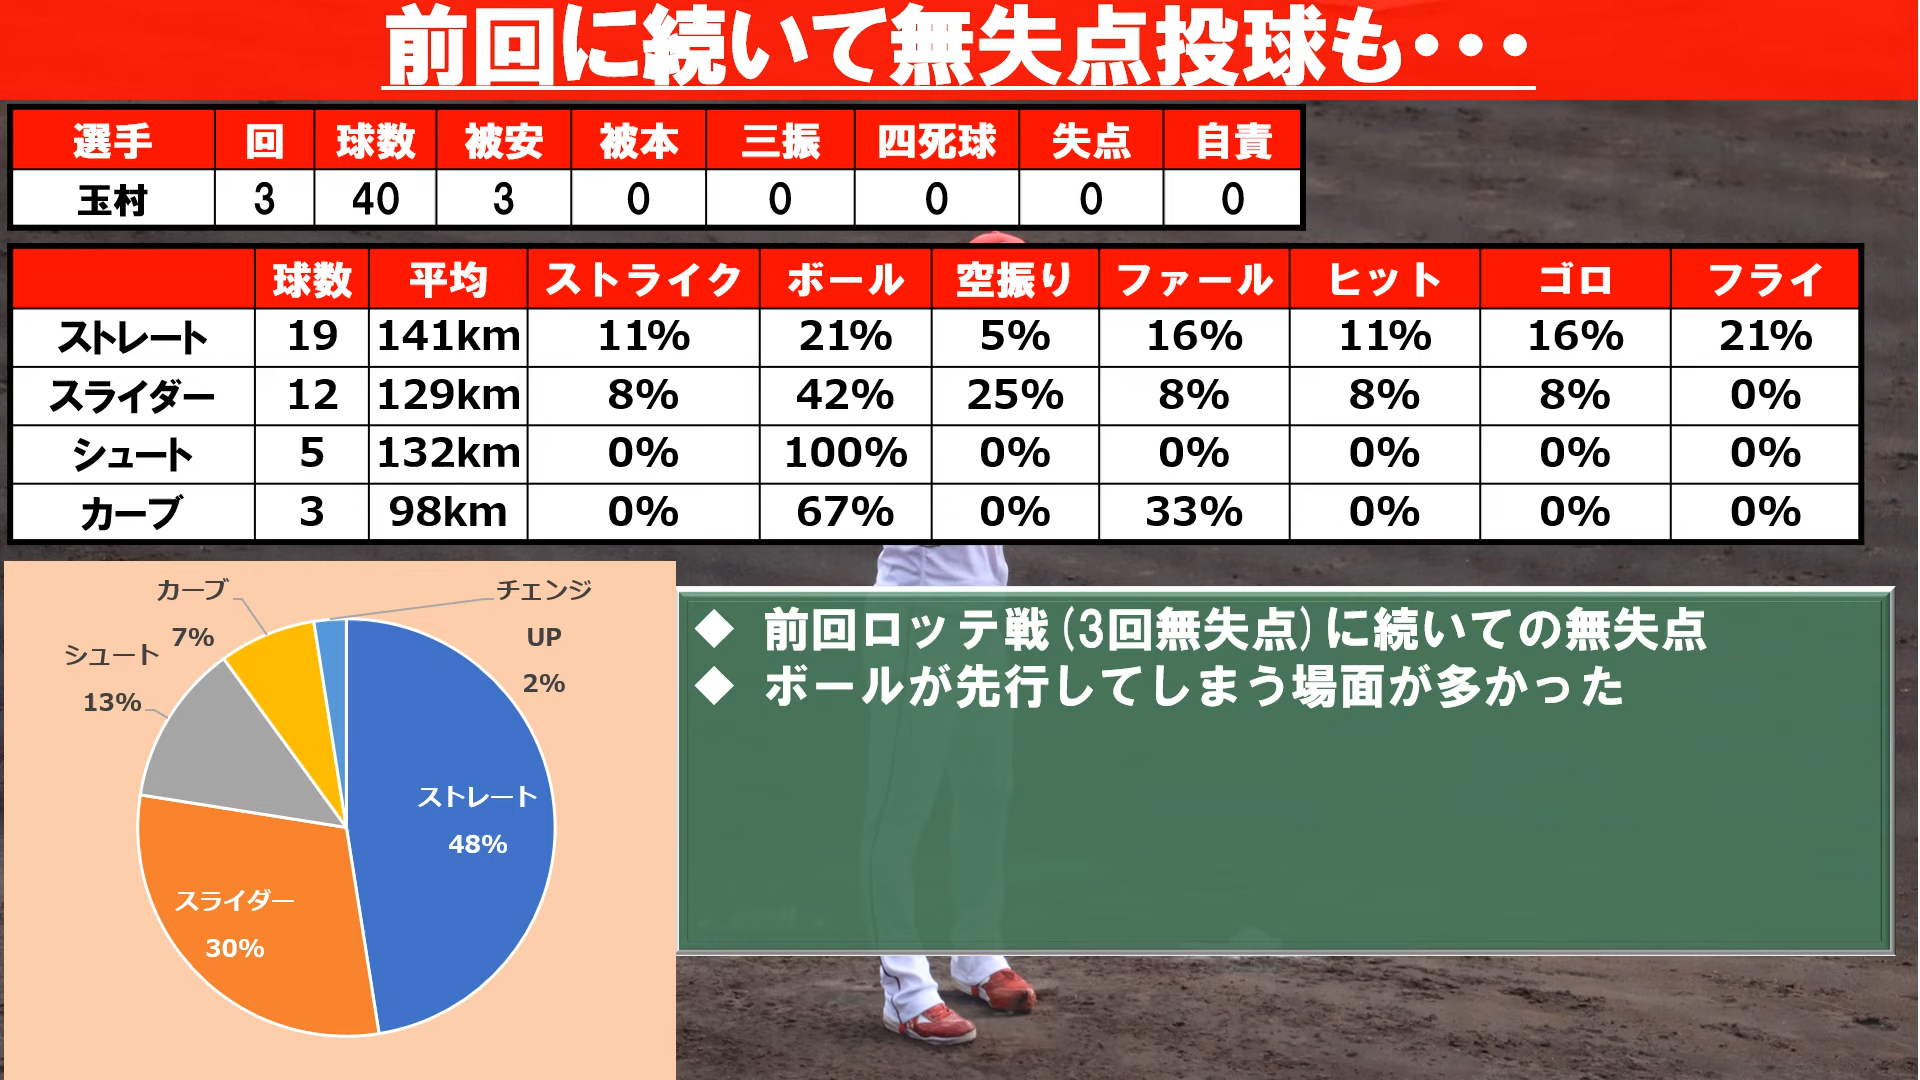 前回に続いて無失点投球も・・・
選手 回 球数 被安 被本 三振 四死球 失点 自責
玉村 3 40 3 0 0 0 0 0
球数 平均 ストライク ボール 空振り ファール ヒット ゴロ フライ
ストレート 19 141km 11% 21% 5% 16% 11% 16% 21%
スライダー 12 129km 8% 42% 25% 8% 8% 8% 0%
シュート 5 132km 0% 100% 0% 0% 0% 0% 0%
カーブ 3 98km 0% 67% 0% 33% 0% 0% 0%
カーブ
7%
チェンジ
UP
2%
シュート
13%
ストレート
48%
スライダー
30%
◆ 前回ロッテ戦(3回無失点)に続いての無失点
◆ ボールが先行してしまう場面が多かった